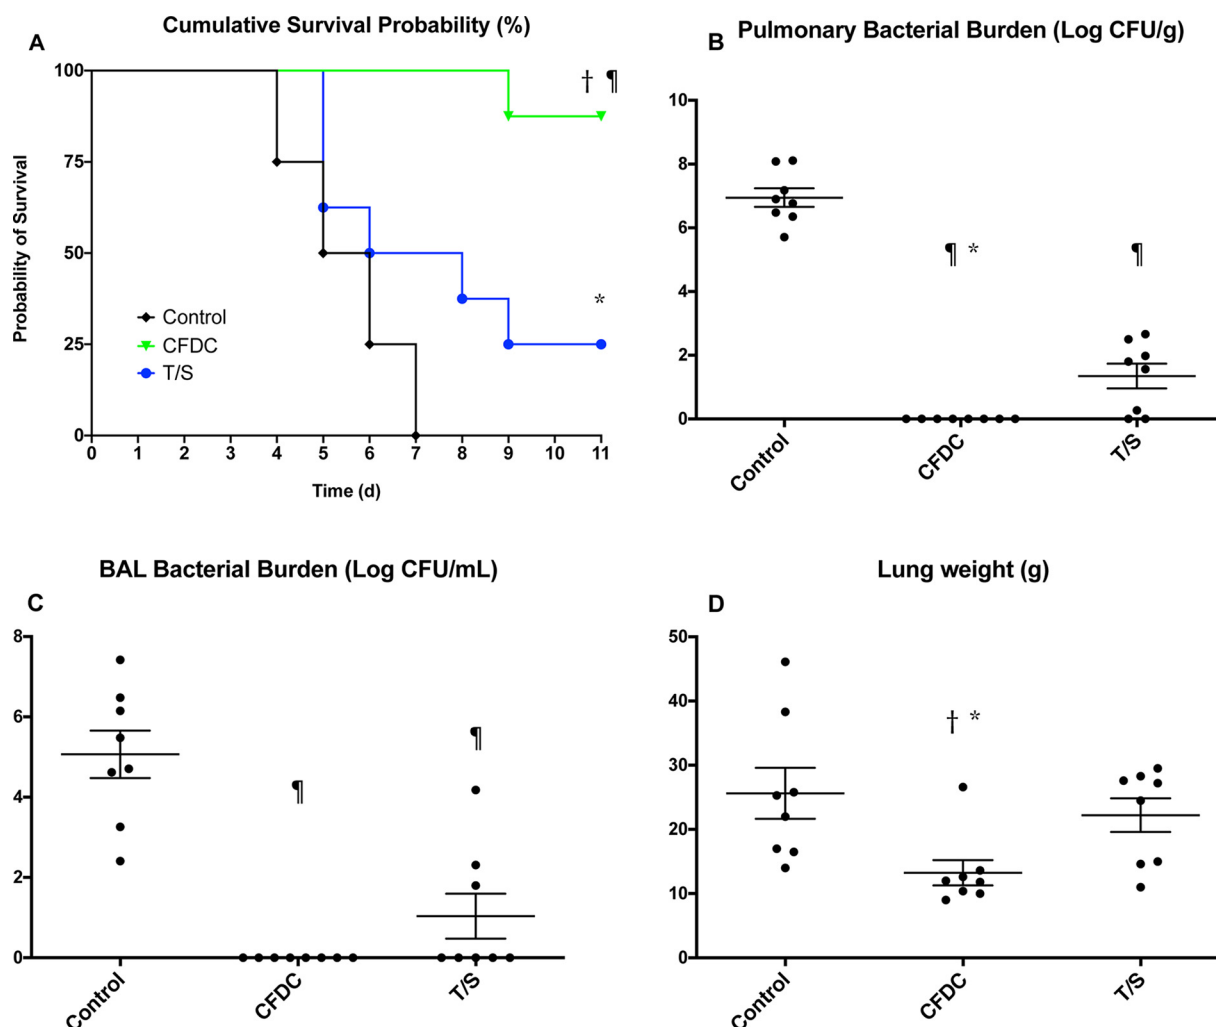 Cumulative Survival Probability (%)
A
100
75
50
25
0
Probability of Survival
† ¶
*
Control
CFDC
T/S
0 1 2 3 4 5 6 7 8 9 10 11
Time (d)
Pulmonary Bacterial Burden (Log CFU/g)
B
10
8
6
4
2
0
¶ *
¶
Control
CFDC
T/S
BAL Bacterial Burden (Log CFU/mL)
C
8
6
4
2
0
¶
¶
Control
CFDC
T/S
Lung weight (g)
D
50
40
30
20
10
0
† *
Control
CFDC
T/S